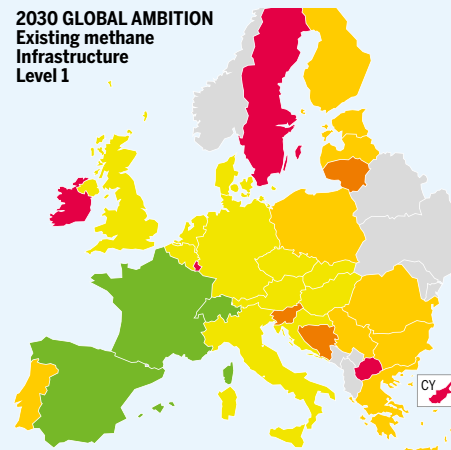 2030 GLOBAL AMBITION
Existing methane
Infrastructure
Level 1
CY